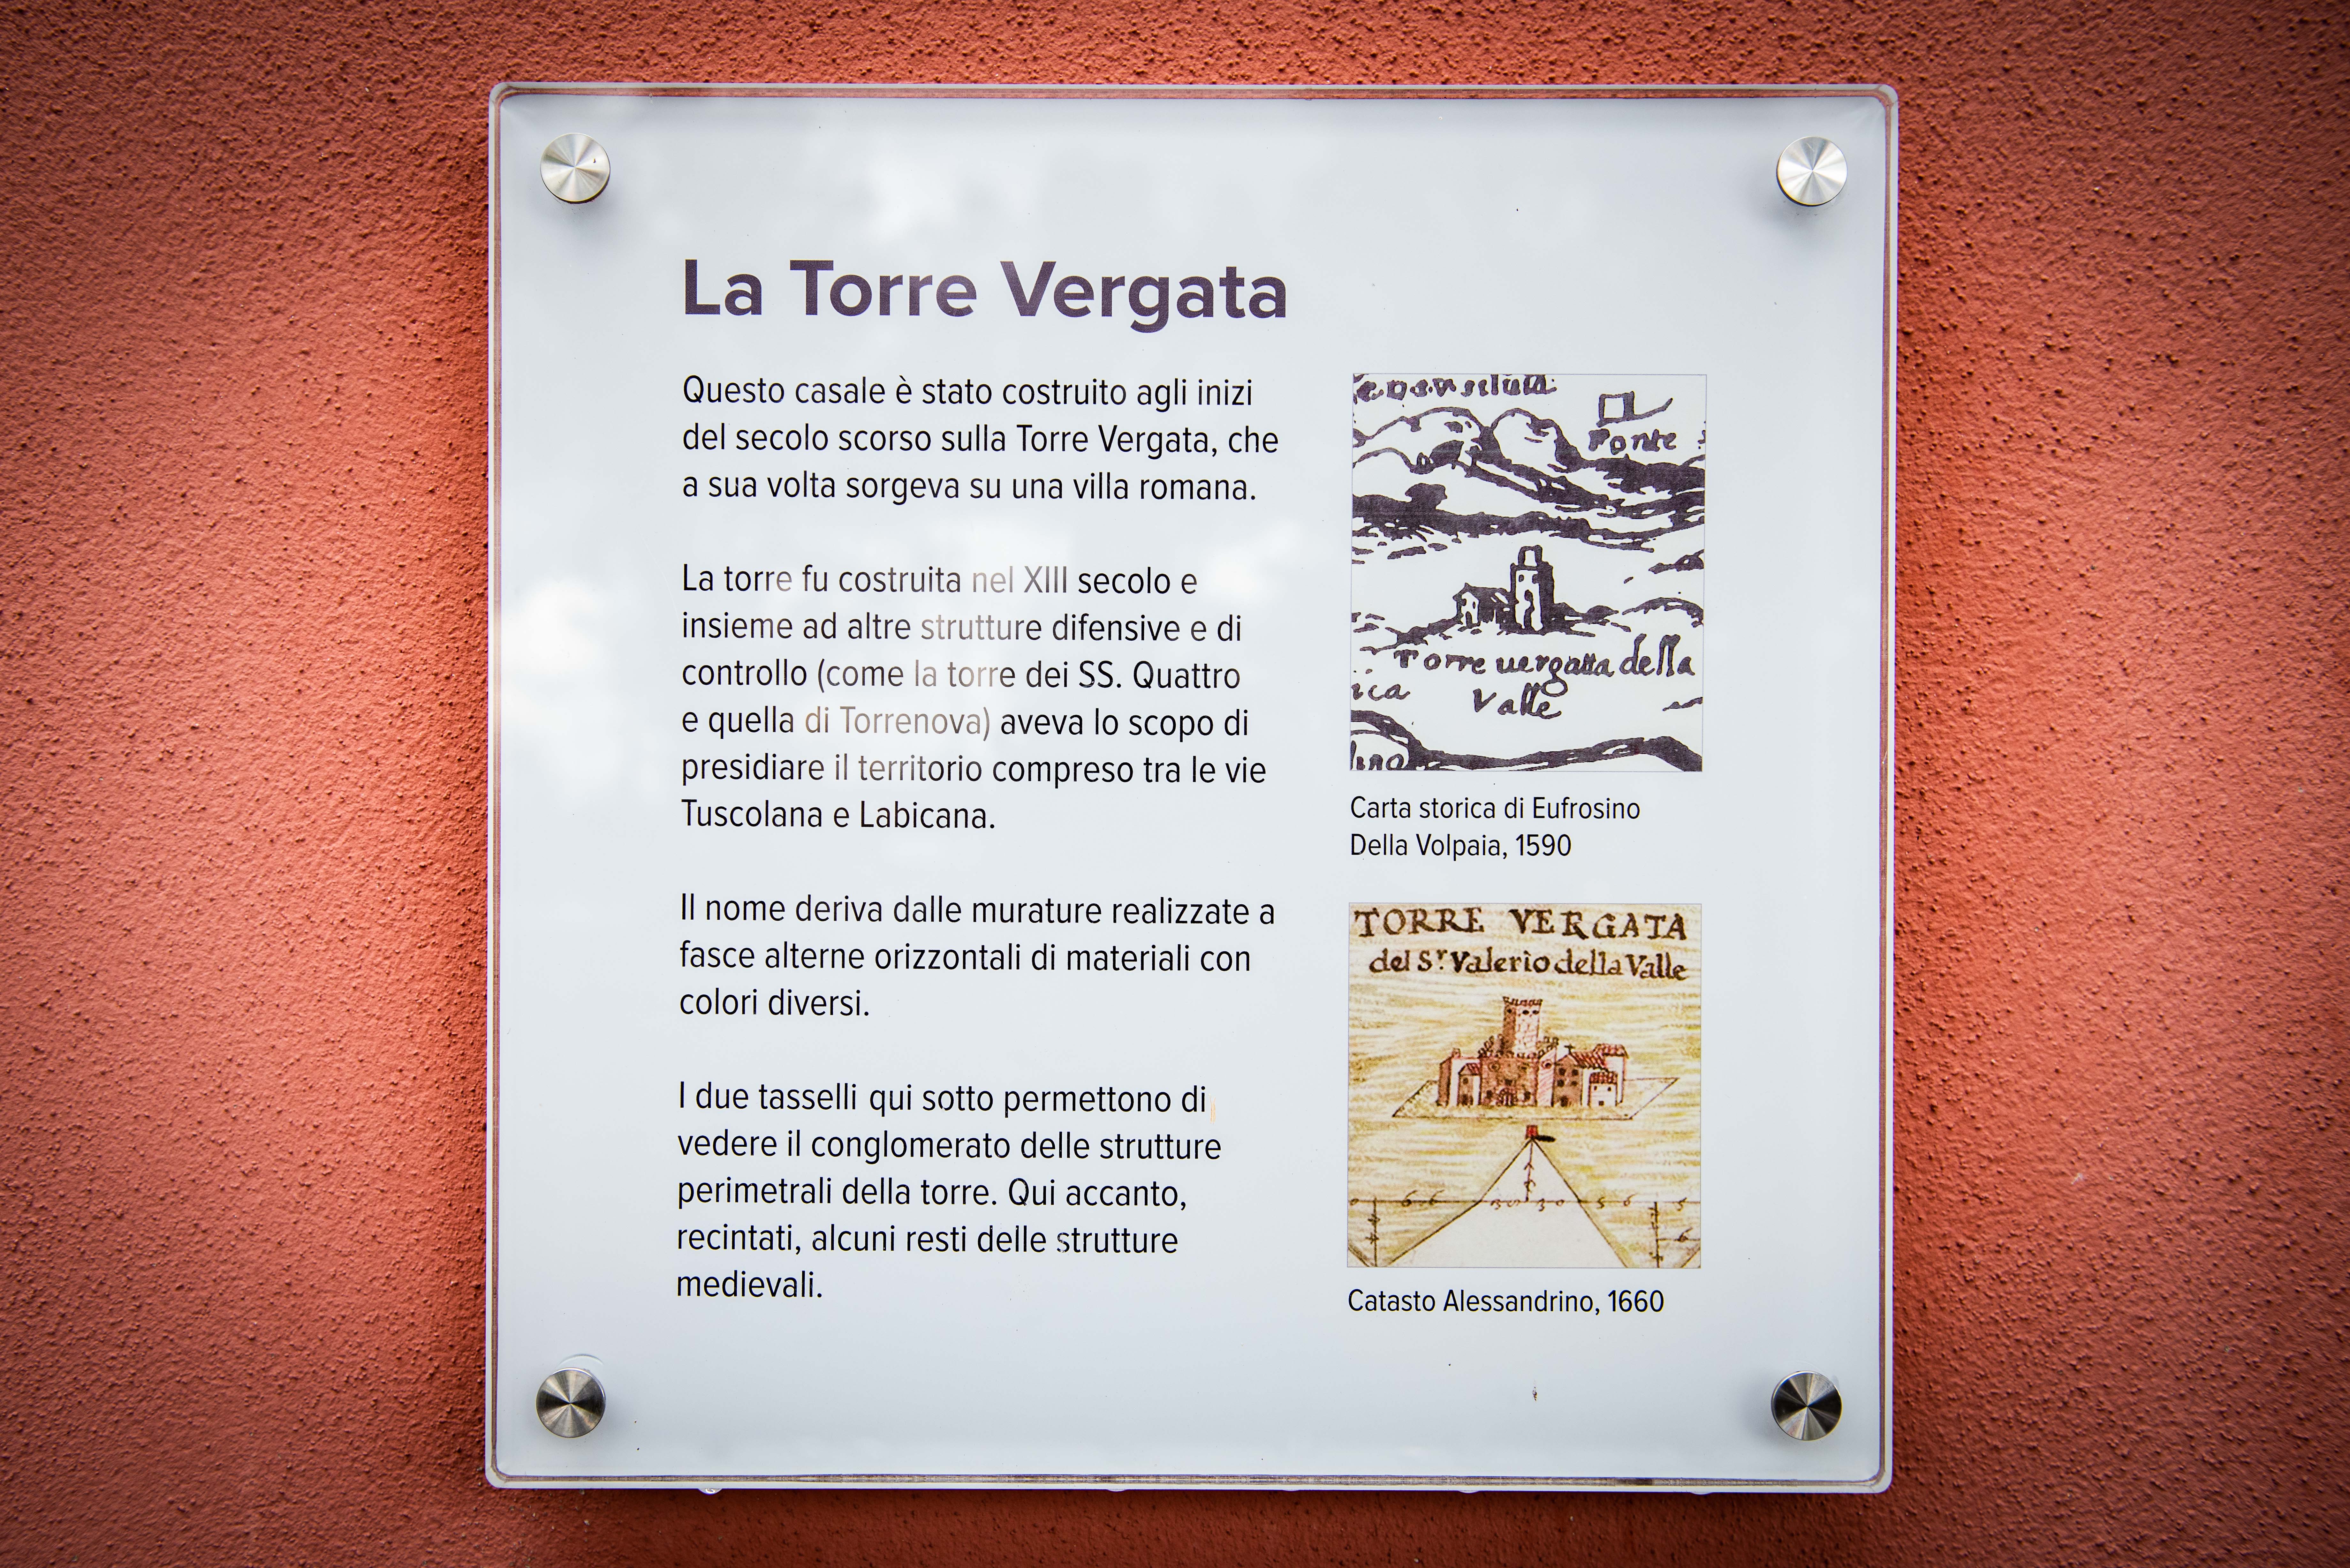 La Torre Vergata
Questo casale è stato costruito agli inizi
del secolo scorso sulla Torre Vergata, che
a sua volta sorgeva su una villa romana.
La torre fu costruita nel XIII secolo e
insieme ad altre strutture difensive e di
controllo (come la torre dei SS. Quattro
e quella di Torrenova) aveva lo scopo di
presidiare il territorio compreso tra le vie
Tuscolana e Labicana.
Il nome deriva dalle murature realizzate a
fasce alterne orizzontali di materiali con
colori diversi.
I due tasselli qui sotto permettono di
vedere il conglomerato delle strutture
perimetrali della torre. Qui accanto,
recintati, alcuni resti delle strutture
medievali.
Ponte
Torre uergatta della
ica
Valle
Carta storica di Eufrosino
Della Volpaia, 1590
TORRE VERGATA
del S.r Valerio della Valle
Catasto Alessandrino, 1660